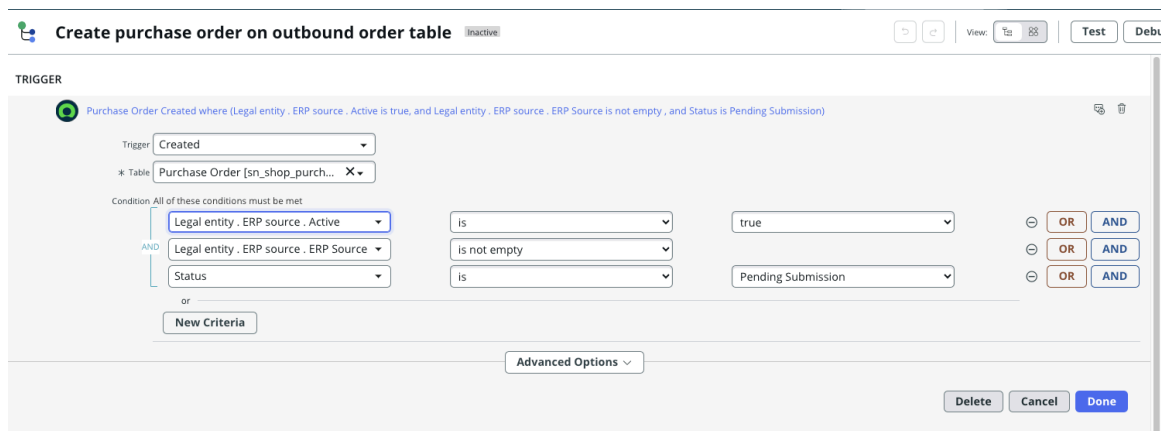 Create purchase order on outbound order table Inactive View: Test
TRIGGER
Purchase Order Created where (Legal entity . ERP source . Active is true, and Legal entity . ERP source . ERP Source is not empty , and Status is Pending Submission)
Trigger Created
* Table Purchase Order [sn_shop_purch...
Condition All of these conditions must be met
Legal entity . ERP source . Active is true OR AND
AND Legal entity . ERP source . ERP Source is not empty OR AND
Status is Pending Submission OR AND
or
New Criteria
Advanced Options
Delete Cancel Done